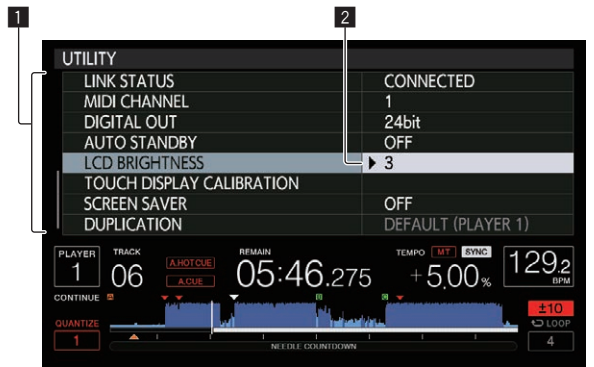 1 2
UTILITY
LINK STATUS CONNECTED
MIDI CHANNEL 1
DIGITAL OUT 24bit
AUTO STANDBY OFF
LCD BRIGHTNESS 3
TOUCH DISPLAY CALIBRATION
SCREEN SAVER OFF
DUPLICATION DEFAULT (PLAYER 1)
PLAYER TRACK REMAIN TEMPO MT SYNC
1 06 A.HOT CUE 05:46.275 +5.00% 129.2
A.CUE BPM
CONTINUE A B C
±10
QUANTIZE LOOP
1 NEEDLE COUNTDOWN 4